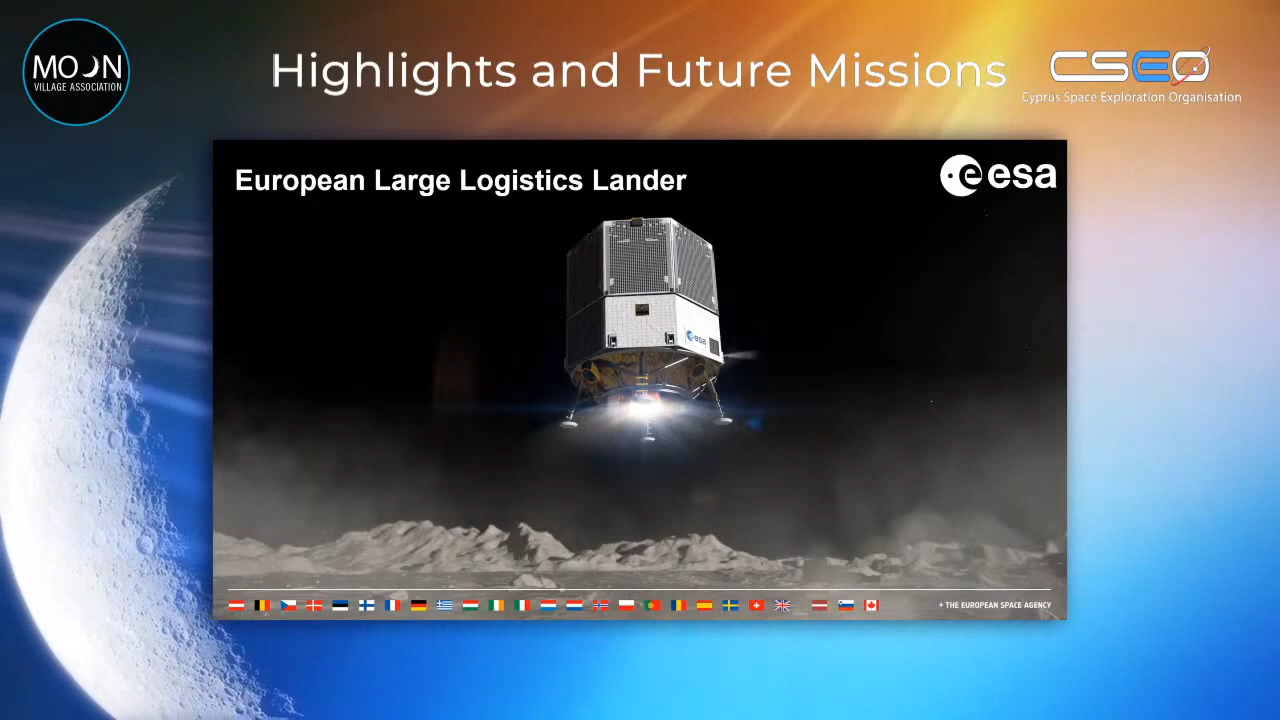 MOON
VILLAGE ASSOCIATION
Highlights and Future Missions
CSEO
Cyprus Space Exploration Organisation
European Large Logistics Lander
esa
esa
→ THE EUROPEAN SPACE AGENCY